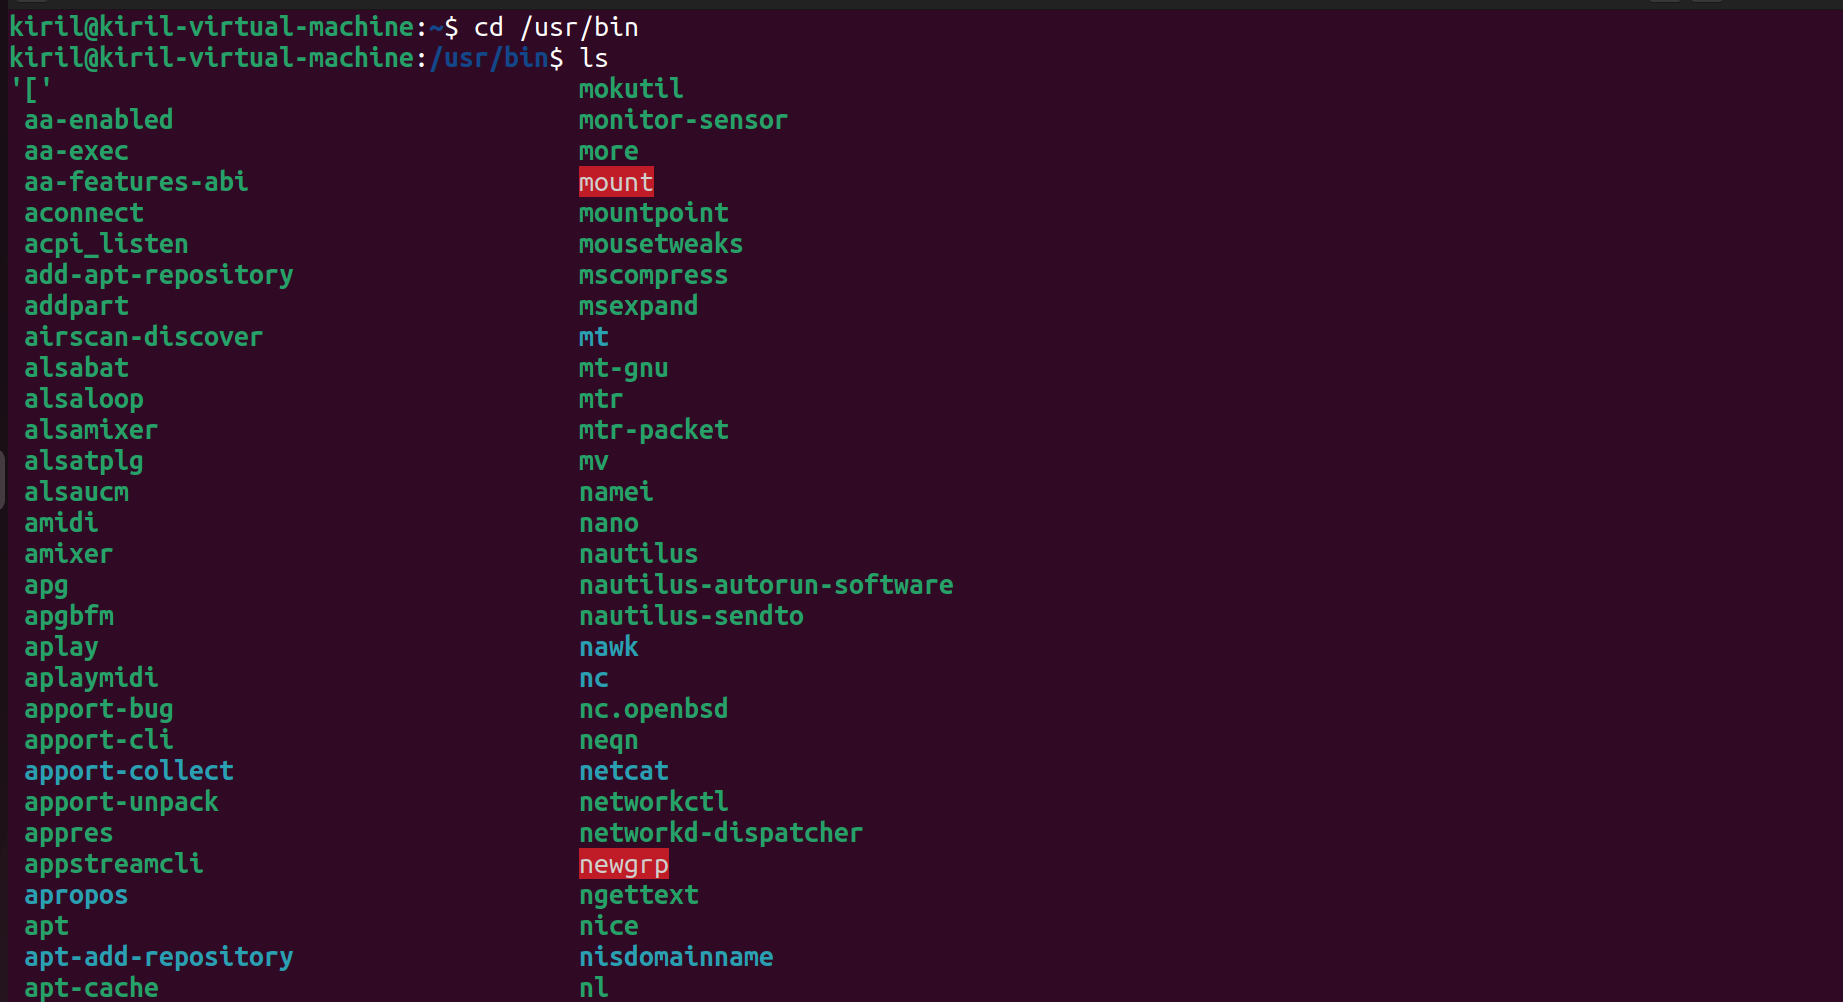 kiril@kiril-virtual-machine:~$ cd /usr/bin
kiril@kiril-virtual-machine:/usr/bin$ ls
'[' mokutil
aa-enabled monitor-sensor
aa-exec more
aa-features-abi mount
aconnect mountpoint
acpi_listen mousetweaks
add-apt-repository mscompress
addpart msexpand
airscan-discover mt
alsabat mt-gnu
alsaloop mtr
alsamixer mtr-packet
alsatplg mv
alsaucm namei
amidi nano
amixer nautilus
apg nautilus-autorun-software
apgbfm nautilus-sendto
aplay nawk
aplaymidi nc
apport-bug nc.openbsd
apport-cli neqn
apport-collect netcat
apport-unpack networkctl
appres networkd-dispatcher
appstreamcli newgrp
apropos ngettext
apt nice
apt-add-repository nisdomainname
apt-cache nl